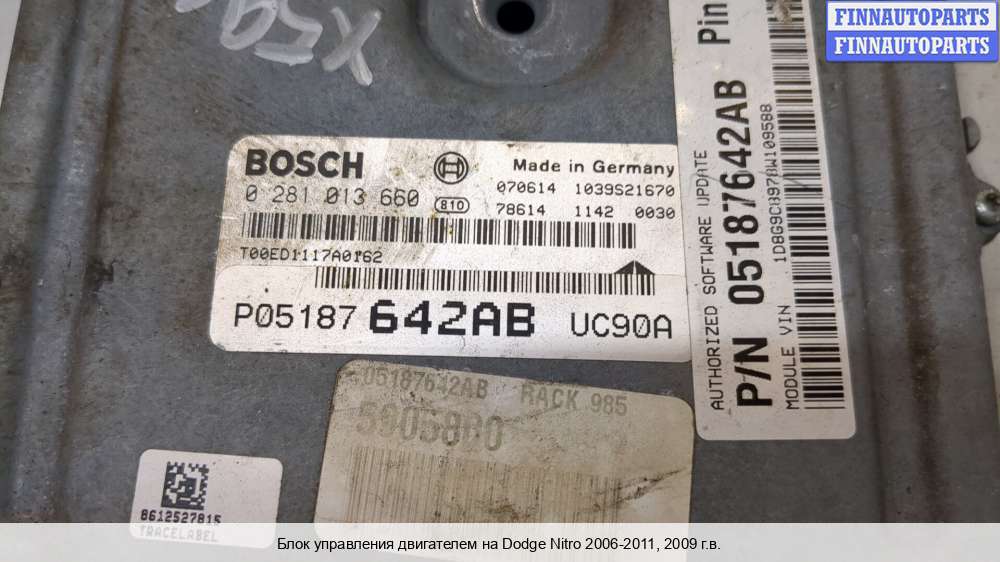 FINNAUTOPARTS
FINNAUTOPARTS
BOSCH
Made in Germany
0 281 013 660
810
070614 1039S21670
78614 1142 0030
T00ED1117A0162
P05187 642AB UC90A
AUTHORIZED SOFTWARE UPDATE
P/N 05187642AB Pin
MODULE VIN
05187642AB RACK 985
8612527815
TRACELABEL
Блок управления двигателем на Dodge Nitro 2006-2011, 2009 г.в.